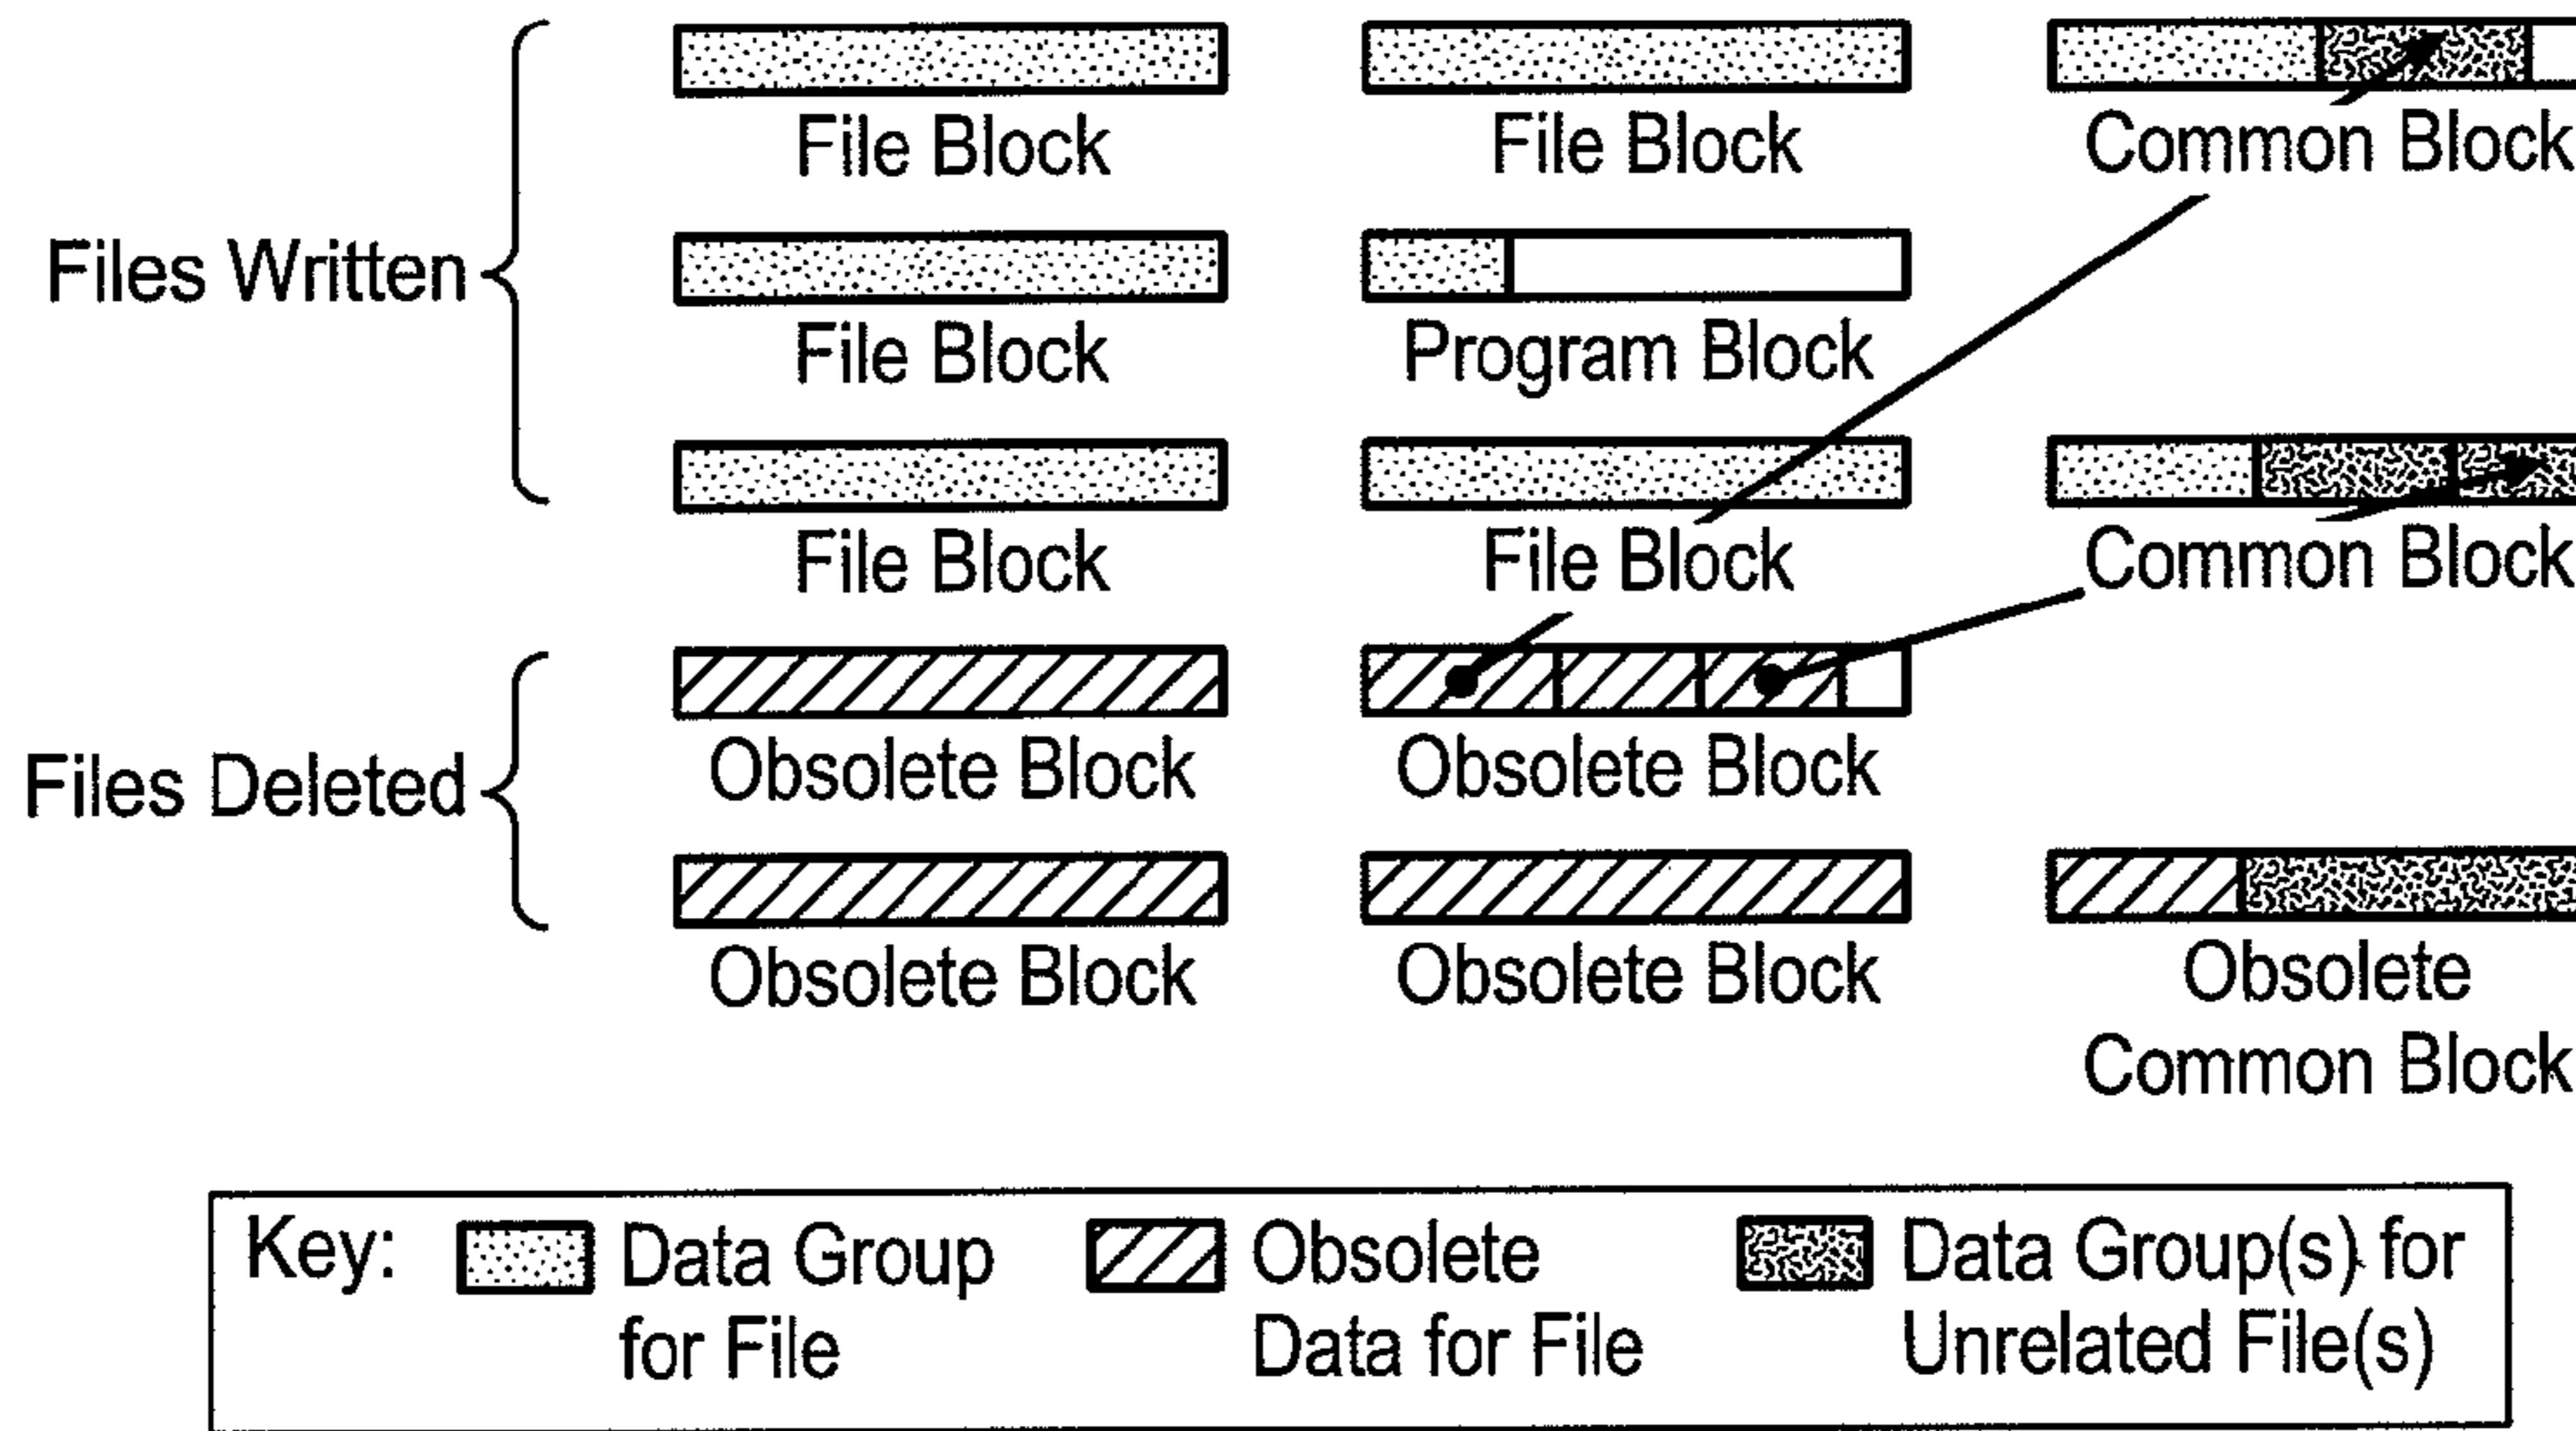 File Block
File Block
Common Block
Files Written
File Block
Program Block
File Block
File Block
Common Block
Files Deleted
Obsolete Block
Obsolete Block
Obsolete Block
Obsolete Block
Obsolete
Common Block
Key:
Data Group
for File
Obsolete
Data for File
Data Group(s) for
Unrelated File(s)